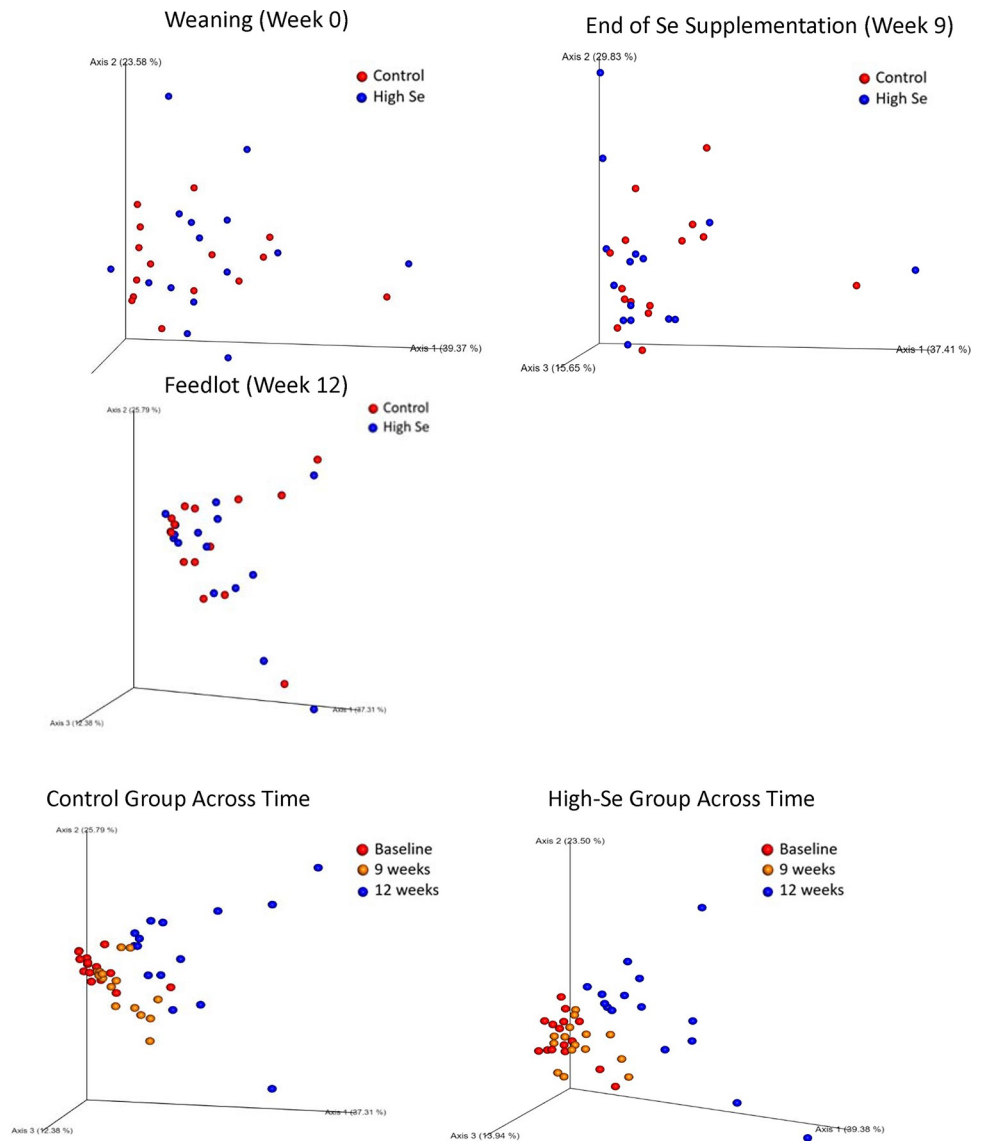 Weaning (Week 0)
Axis 2 (23.58 %)
Control
High Se
Axis 1 (39.37 %)
End of Se Supplementation (Week 9)
Axis 2 (29.83 %)
Control
High Se
Axis 1 (37.41 %)
Axis 3 (15.65 %)
Feedlot (Week 12)
Axis 2 (25.79 %)
Control
High Se
Axis 1 (37.31 %)
Axis 3 (12.38 %)
Control Group Across Time
Axis 2 (25.79 %)
Baseline
9 weeks
12 weeks
Axis 1 (37.31 %)
Axis 3 (12.38 %)
High-Se Group Across Time
Axis 2 (23.50 %)
Baseline
9 weeks
12 weeks
Axis 1 (39.38 %)
Axis 3 (13.94 %)